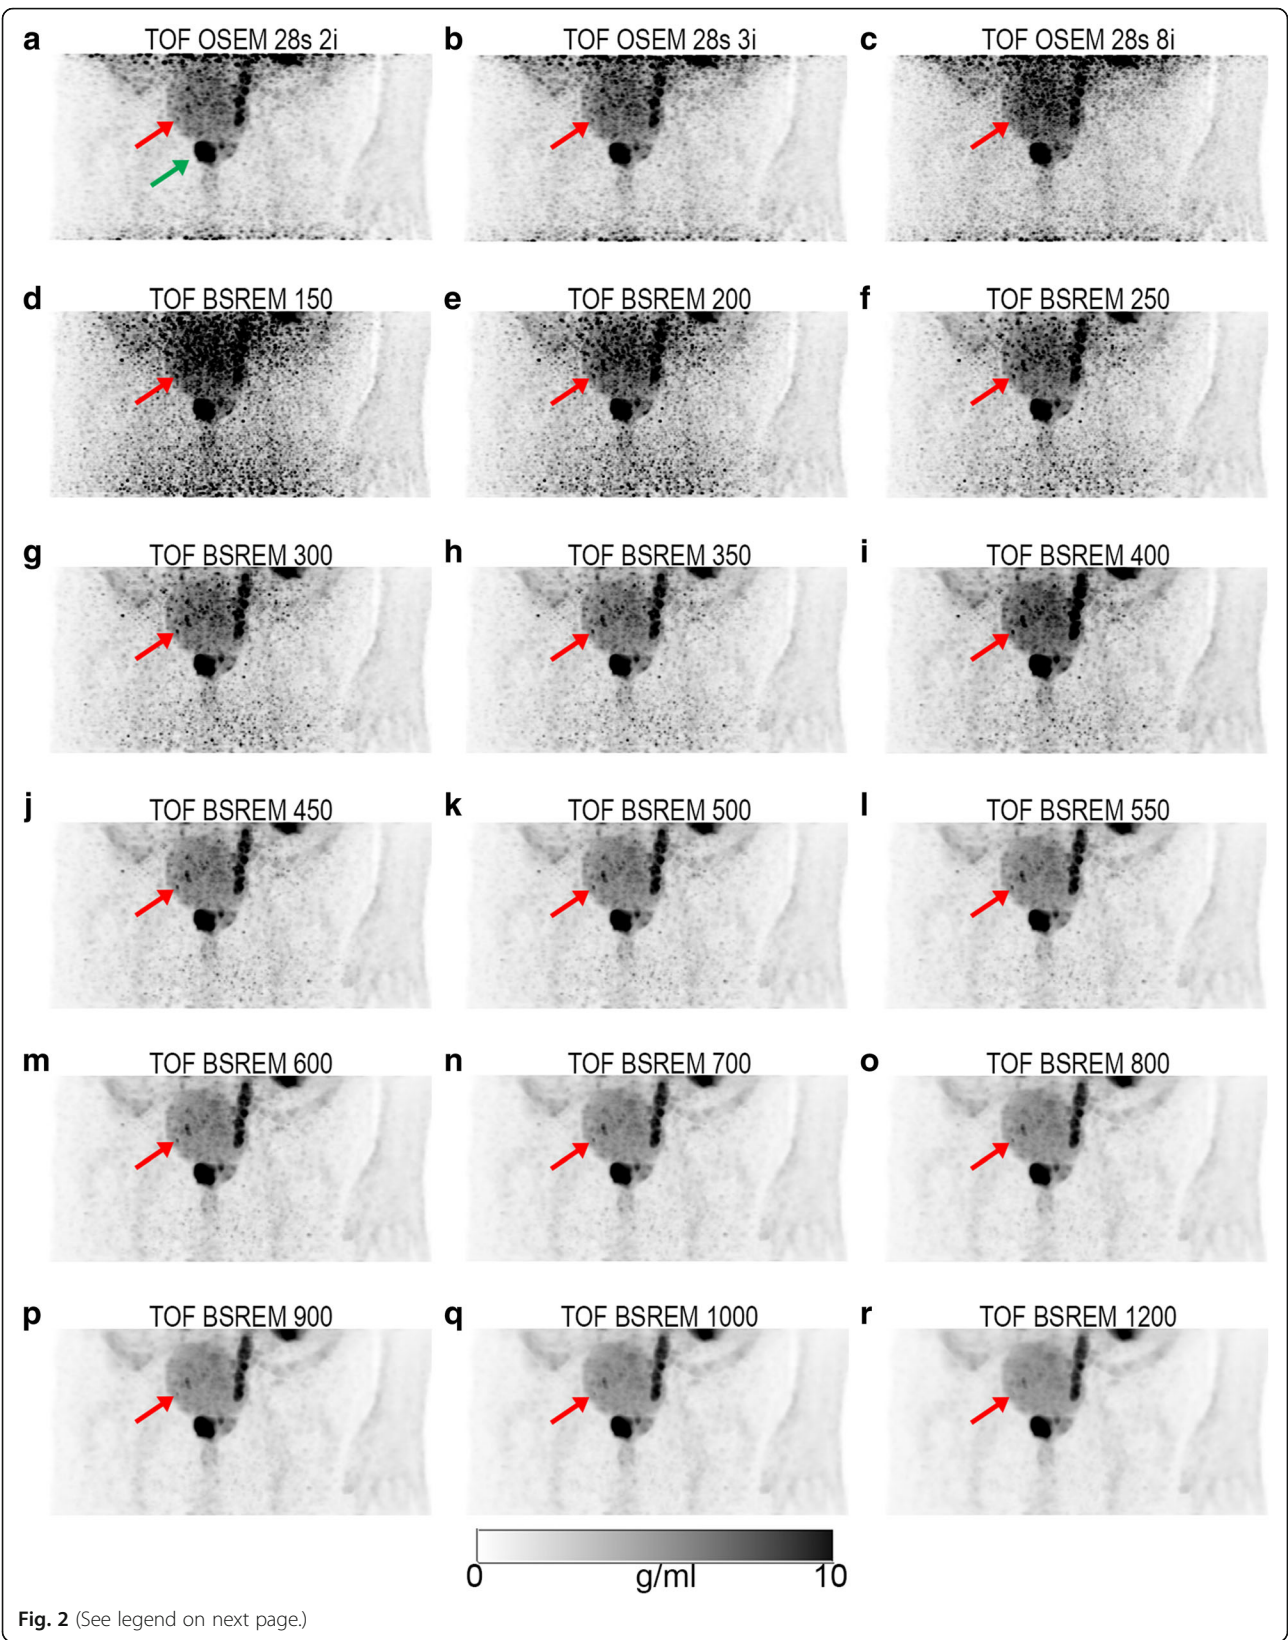 a TOF OSEM 28s 2i b TOF OSEM 28s 3i c TOF OSEM 28s 8i
d TOF BSREM 150 e TOF BSREM 200 f TOF BSREM 250
g TOF BSREM 300 h TOF BSREM 350 i TOF BSREM 400
j TOF BSREM 450 k TOF BSREM 500 l TOF BSREM 550
m TOF BSREM 600 n TOF BSREM 700 o TOF BSREM 800
p TOF BSREM 900 q TOF BSREM 1000 r TOF BSREM 1200
0 g/ml 10
Fig. 2 (See legend on next page.)